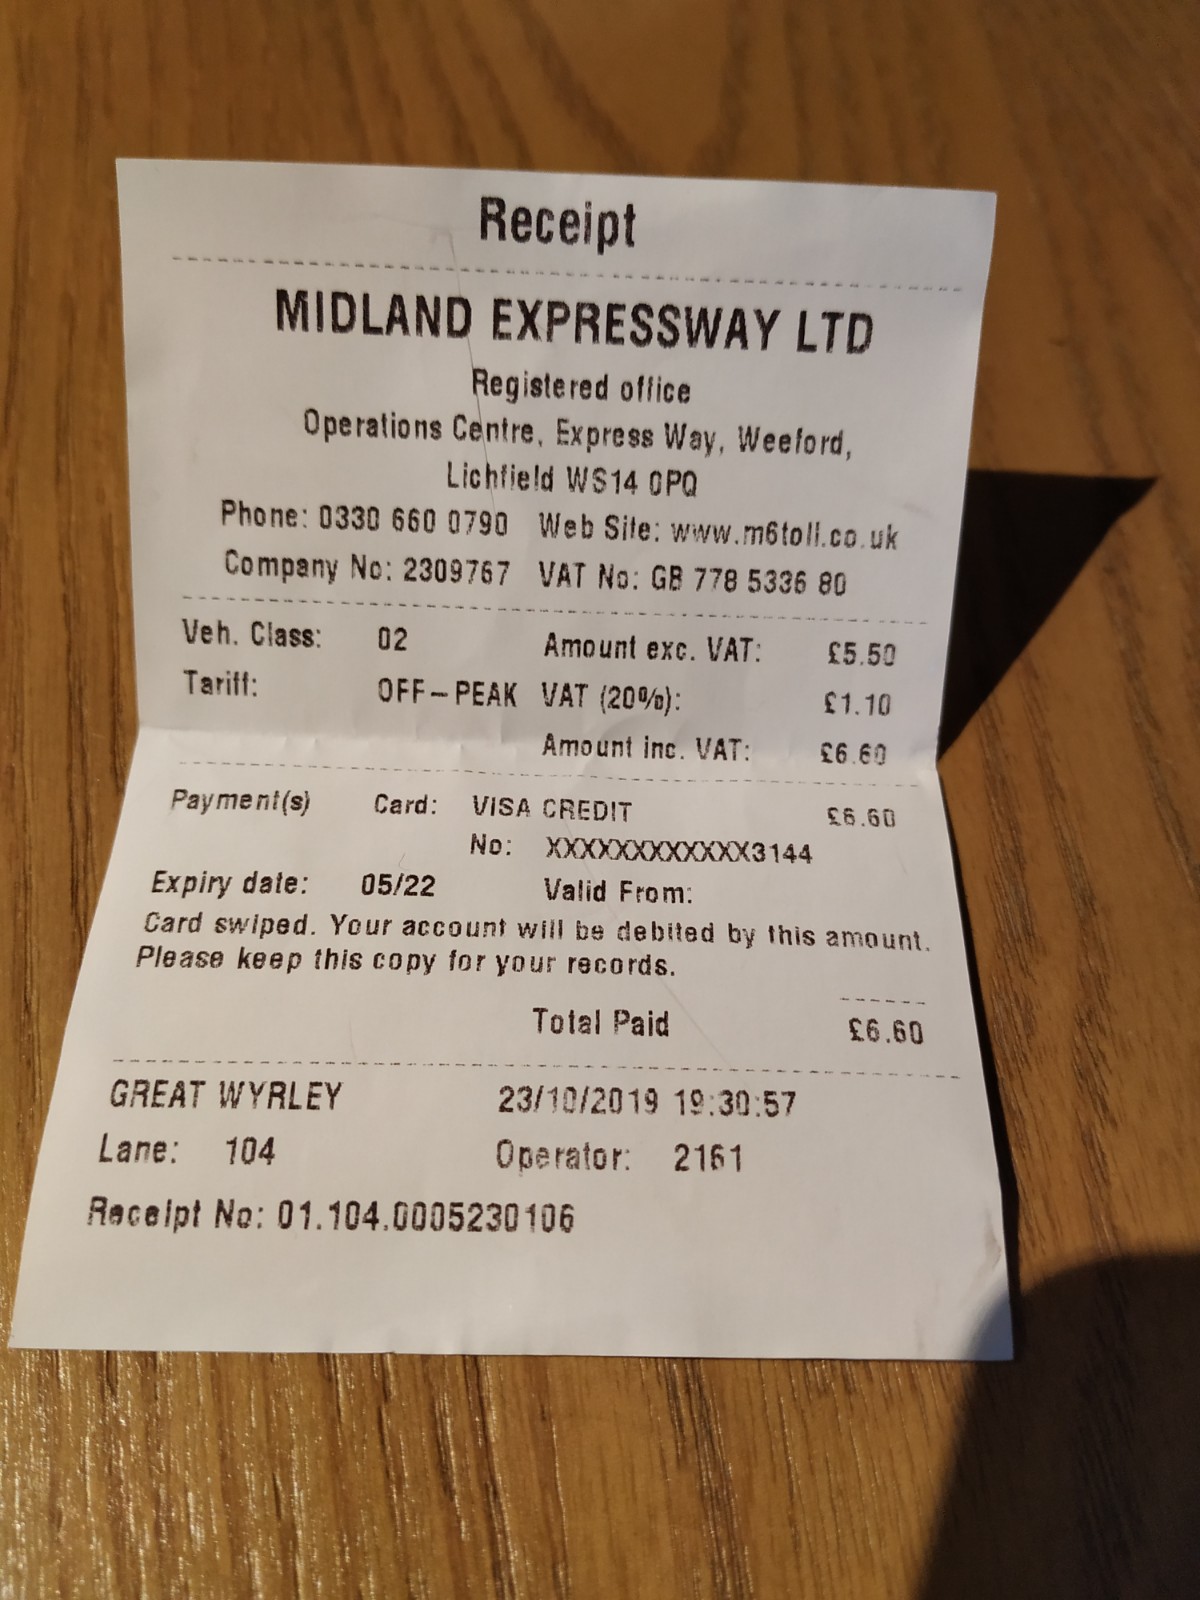 Receipt
MIDLAND EXPRESSWAY LTD
Registered office
Operations Centre, Express Way, Weeford,
Lichfield WS14 0PQ
Phone: 0330 660 0790 Web Site: www.m6toll.co.uk
Company No: 2309767 VAT No: GB 778 5336 80
Veh. Class: 02 Amount exc. VAT: £5.50
Tariff: OFF-PEAK VAT (20%): £1.10
Amount inc. VAT: £6.60
Payment(s) Card: VISA CREDIT £6.60
No: XXXXXXXXXXXX3144
Expiry date: 05/22 Valid From:
Card swiped. Your account will be debited by this amount.
Please keep this copy for your records.
Total Paid £6.60
GREAT WYRLEY 23/10/2019 19:30:57
Lane: 104 Operator: 2161
Receipt No: 01.104.0005230106